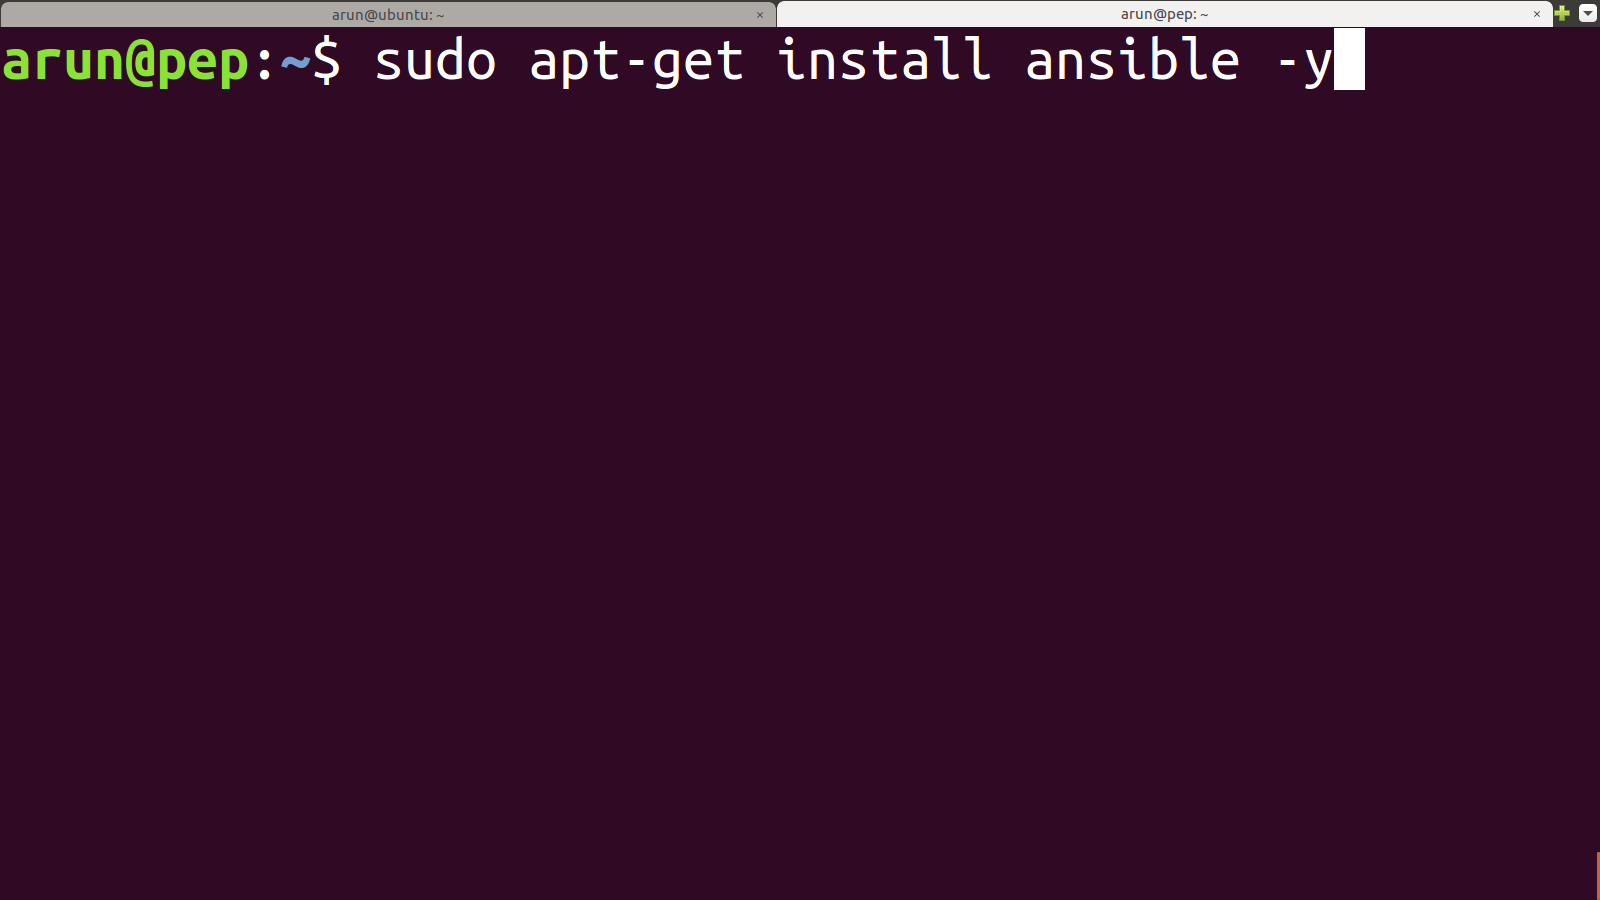 arun@ubuntu: ~ × arun@pep: ~ ×
arun@pep:~$ sudo apt-get install ansible -y